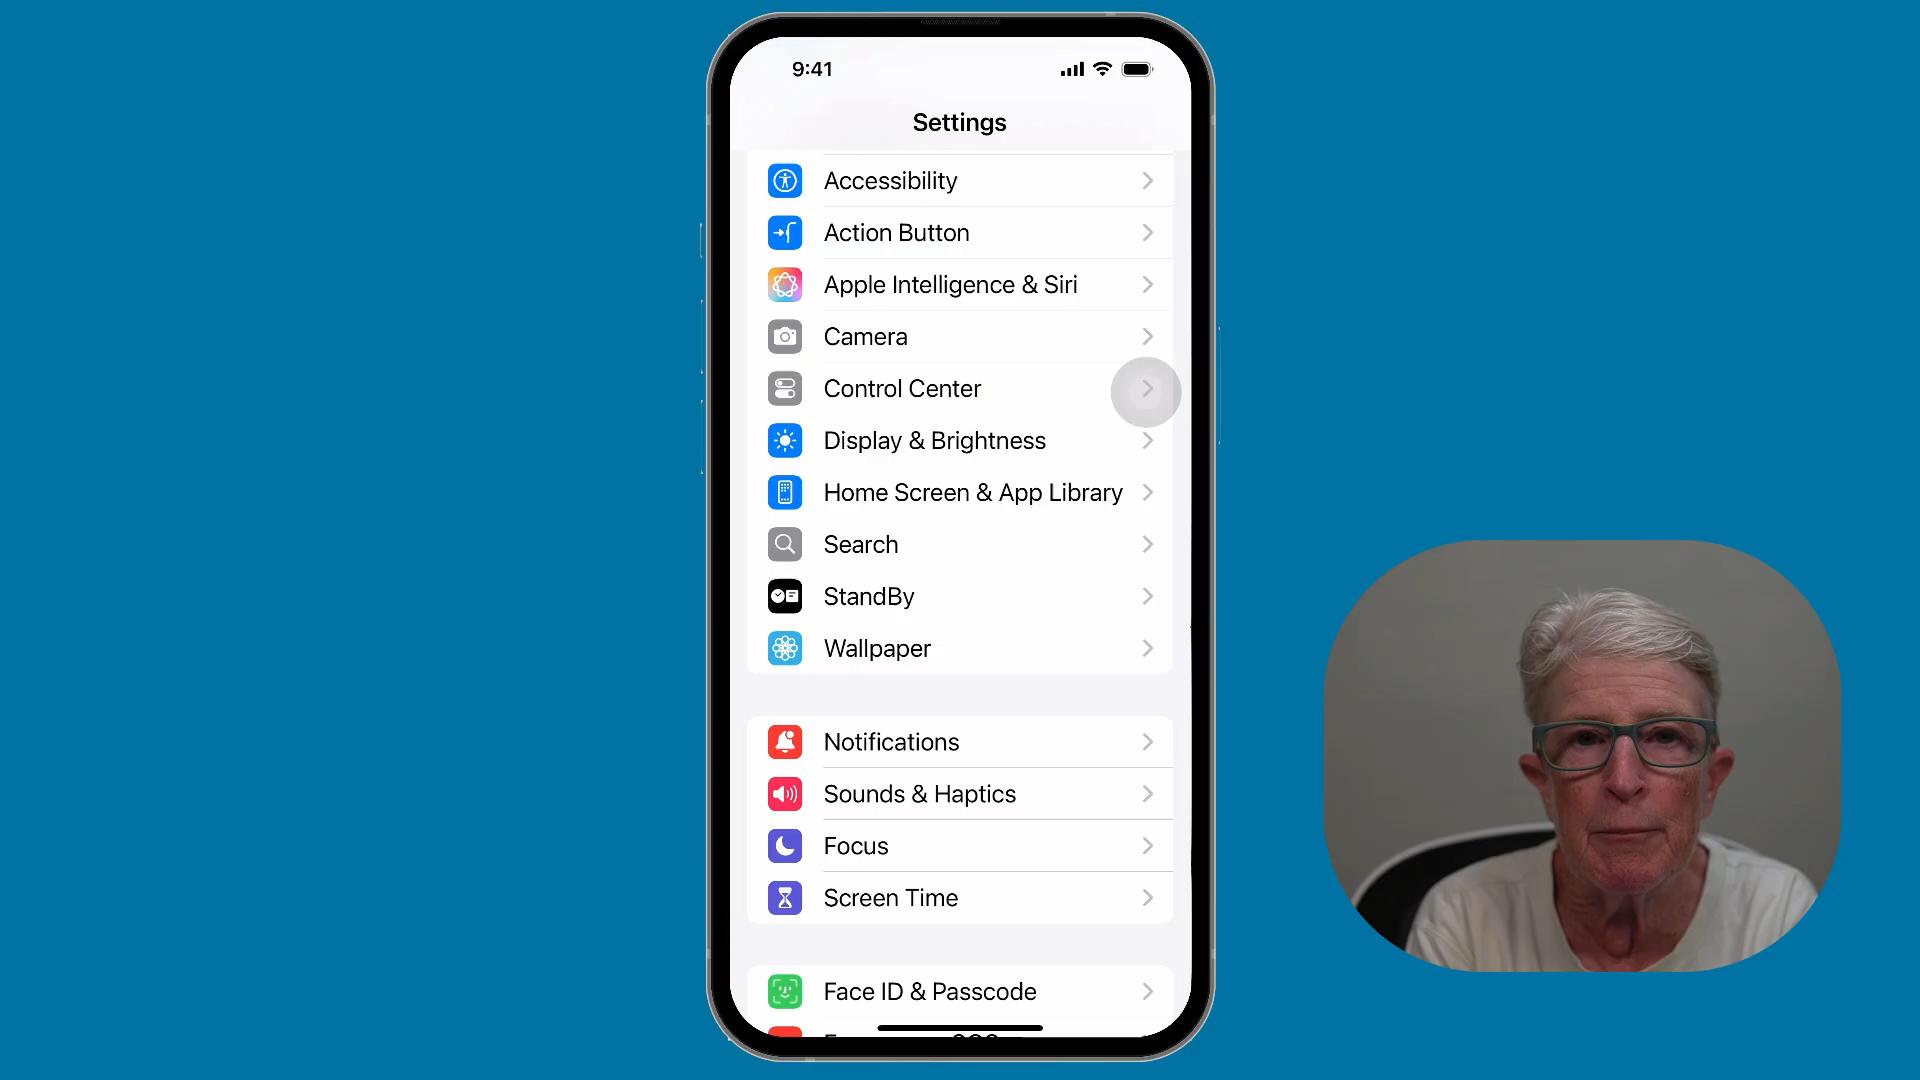 9:41
Settings
Accessibility
Action Button
Apple Intelligence & Siri
Camera
Control Center
Display & Brightness
Home Screen & App Library
Search
StandBy
Wallpaper
Notifications
Sounds & Haptics
Focus
Screen Time
Face ID & Passcode